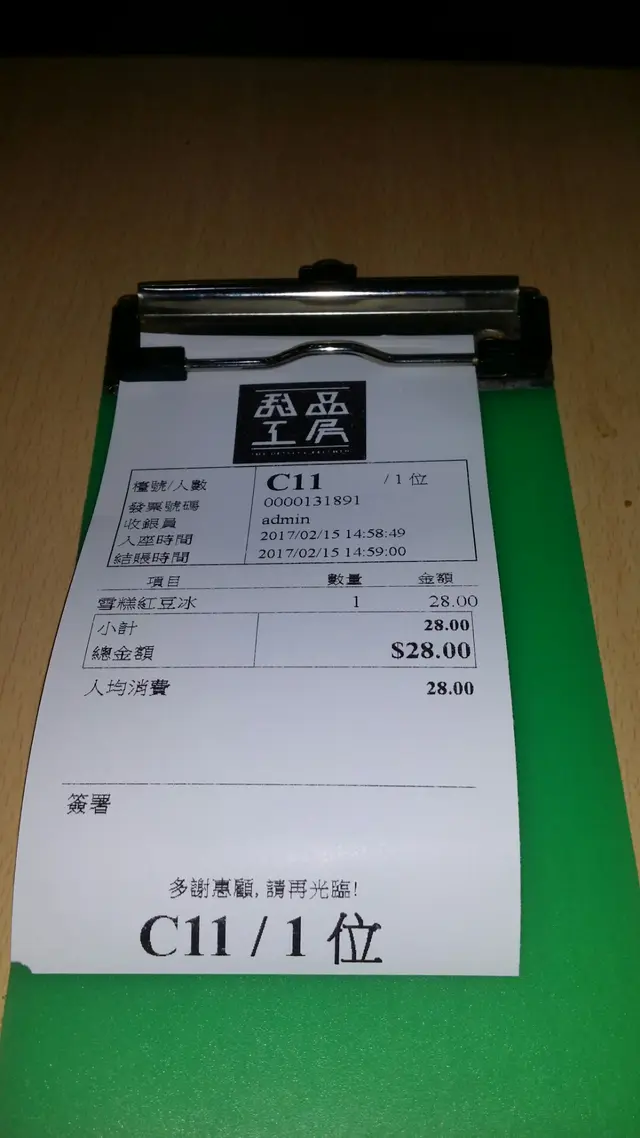 甜品
工房
檯號/人數 C11 / 1 位
發票號碼 0000131891
收銀員 admin
入座時間 2017/02/15 14:58:49
結賬時間 2017/02/15 14:59:00
項目 數量 金額
雪糕紅豆冰 1 28.00
小計 28.00
總金額 $28.00
人均消費 28.00
簽署
多謝惠顧, 請再光臨!
C11 / 1 位